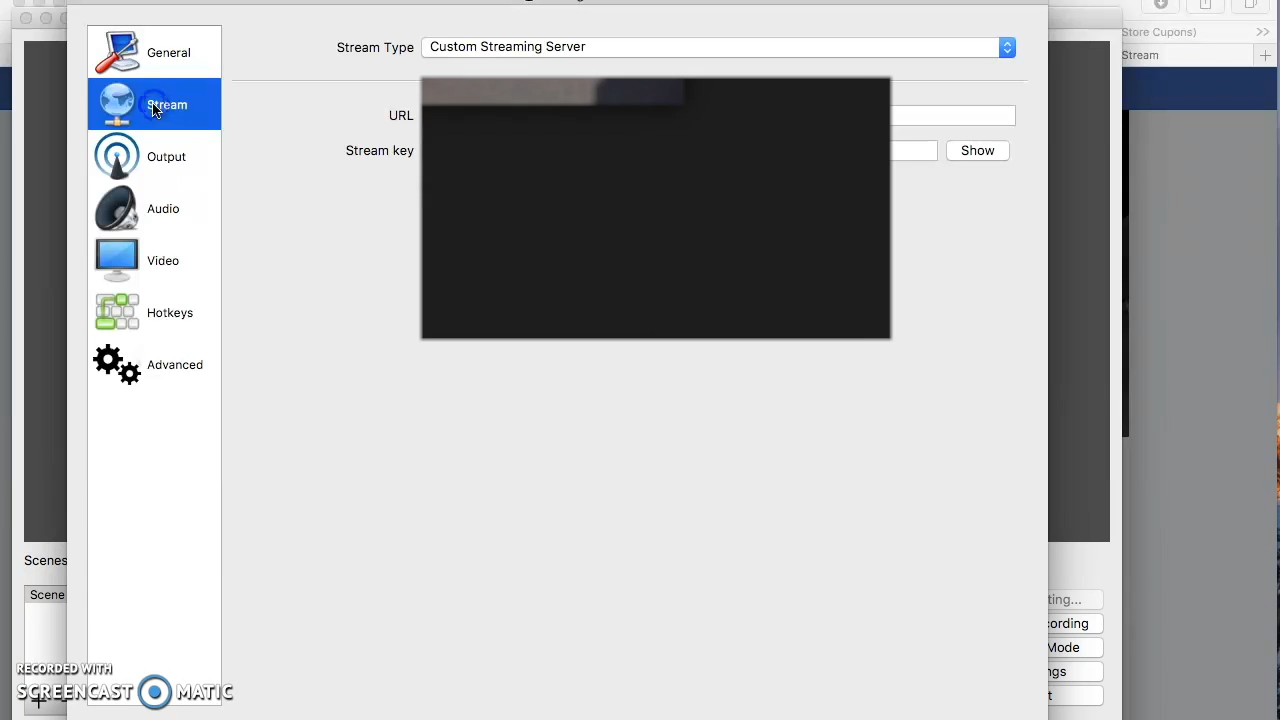 Store Cupons) >>
Stream +
General
Stream
Output
Audio
Video
Hotkeys
Advanced
Stream Type Custom Streaming Server
URL
Stream key Show
Scenes
Scene
ting...
cording
Mode
ngs
t
RECORDED WITH
SCREENCAST MATIC
+